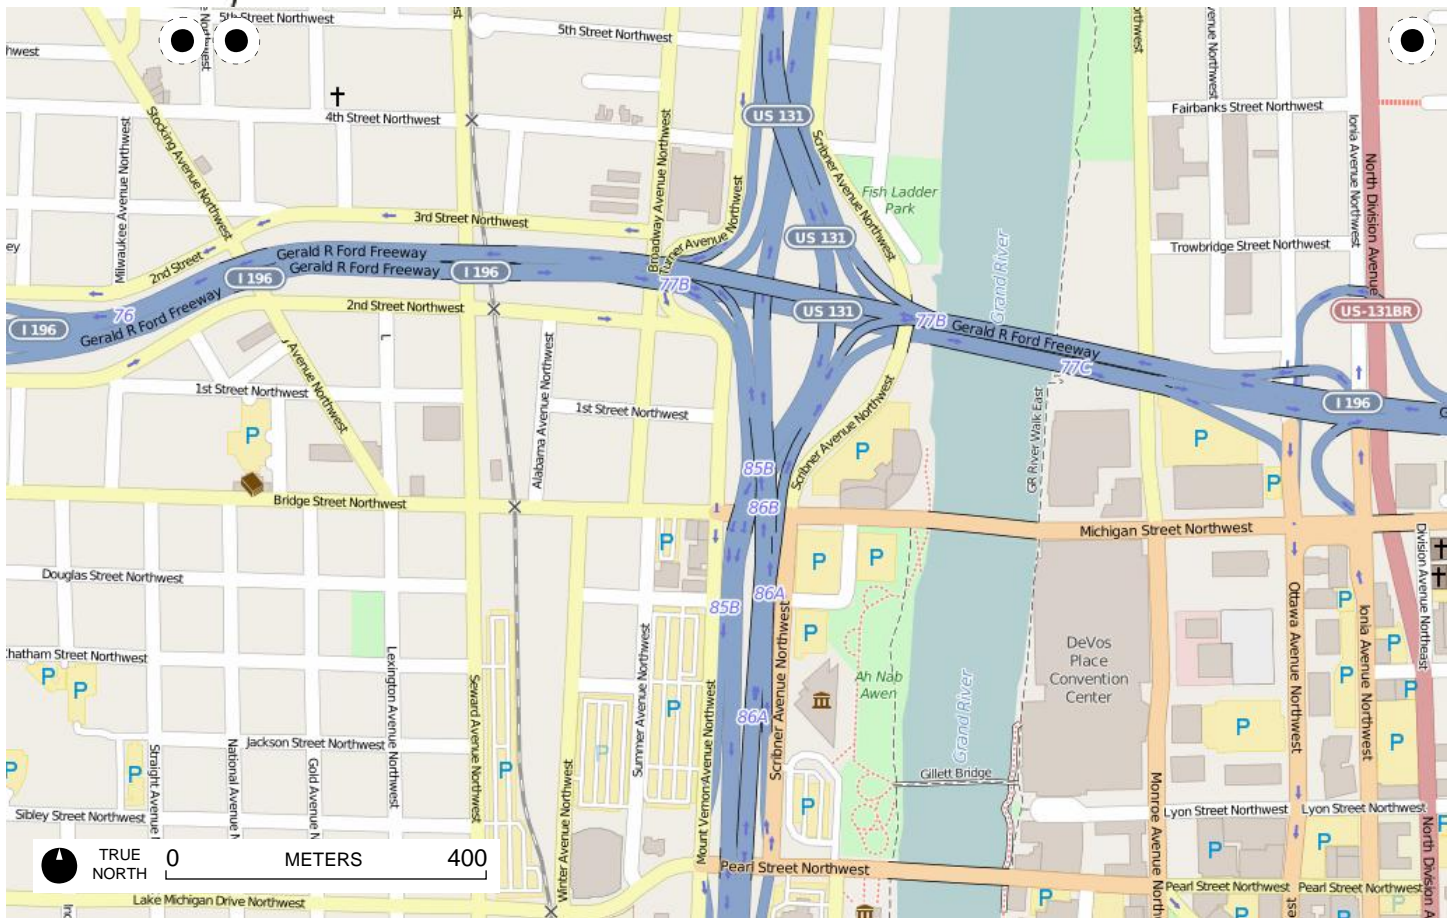 5th Street Northwest
5th Street Northwest
4th Street Northwest
Stocking Avenue Northwest
Milwaukee Avenue Northwest
Broadway Avenue Northwest
Turner Avenue Northwest
US 131
Scribner Avenue Northwest
Fish Ladder
Park
Fairbanks Street Northwest
Ionia Avenue Northwest
North Division Avenue
Trowbridge Street Northwest
3rd Street Northwest
2nd Street
Gerald R Ford Freeway
Gerald R Ford Freeway
I 196
I 196
US 131
Grand River
77B
2nd Street Northwest
76
Gerald R Ford Freeway
I 196
US 131
77B
Gerald R Ford Freeway
77C
US-131BR
I 196
1st Street Northwest
Avenue Northwest
Alabama Avenue Northwest
1st Street Northwest
Scribner Avenue Northwest
GR River Walk East
P
P
P
P
85B
86B
Bridge Street Northwest
Michigan Street Northwest
P
P
P
Douglas Street Northwest
85B
86A
P
P
P
Division Avenue Northeast
Ottawa Avenue Northwest
Ionia Avenue Northwest
DeVos
Place
Convention
Center
Chatham Street Northwest
P
P
Lexington Avenue Northwest
Seward Avenue Northwest
Summer Avenue Northwest
Mount Vernon Avenue Northwest
Scribner Avenue Northwest
Ah Nab
Awen
Grand River
P
P
P
86A
P
P
Jackson Street Northwest
P
P
P
P
P
Gillett Bridge
P
Straight Avenue
National Avenue
Gold Avenue
Winter Avenue Northwest
Monroe Avenue North
Lyon Street Northwest
Lyon Street Northwest
Sibley Street Northwest
North Division A
TRUE
NORTH
0
METERS
400
P
P
Pearl Street Northwest
Pearl Street Northwest
Pearl Street Northwest
P
P
Lake Michigan Drive Northwest